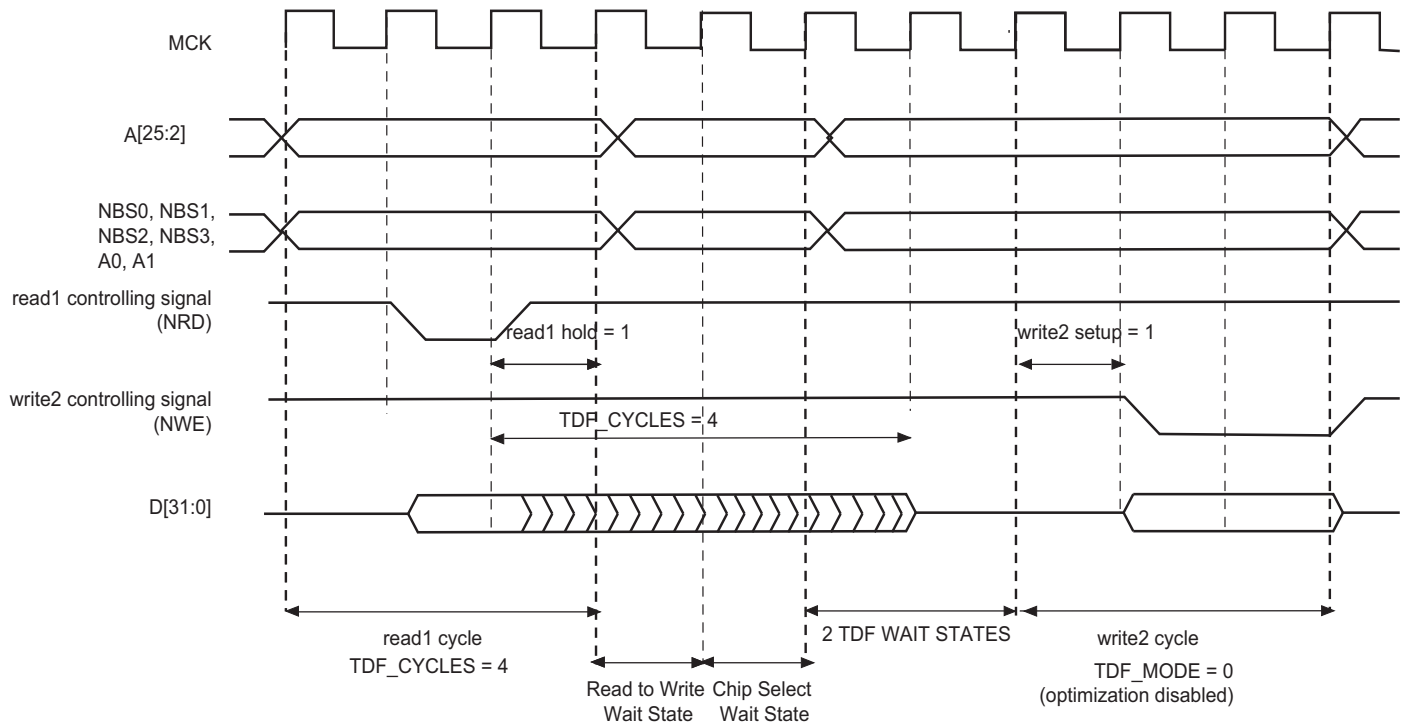 MCK
A[25:2]
NBS0, NBS1,
NBS2, NBS3,
A0, A1
read1 controlling signal
(NRD)
read1 hold = 1
write2 setup = 1
write2 controlling signal
(NWE)
TDF_CYCLES = 4
D[31:0]
read1 cycle
TDF_CYCLES = 4
2 TDF WAIT STATES
write2 cycle
TDF_MODE = 0
(optimization disabled)
Read to Write
Wait State
Chip Select
Wait State